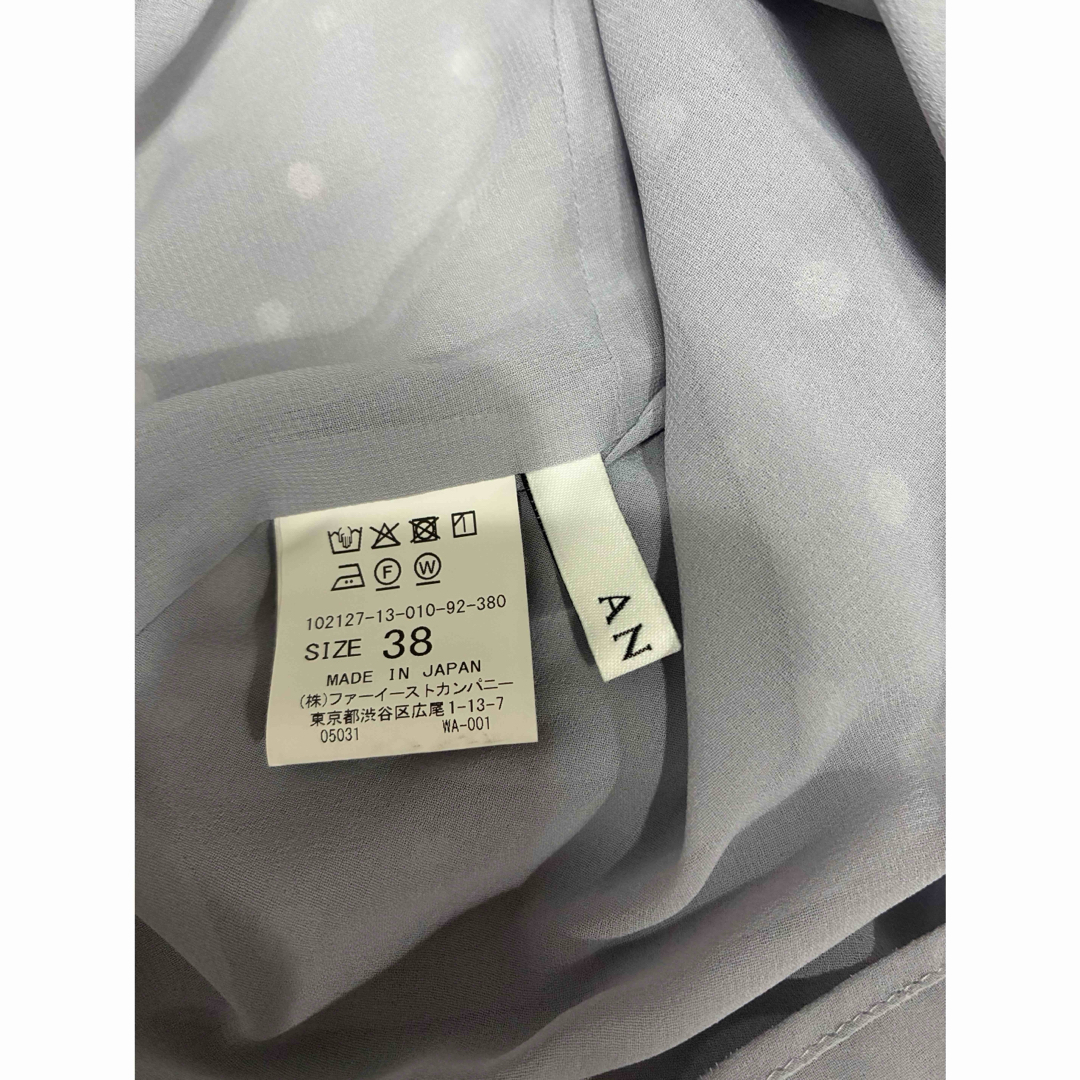 F W
102127-13-010-92-380
SIZE 38
MADE IN JAPAN
(株)ファーイーストカンパニー
東京都渋谷区広尾1-13-7
05031 WA-001
AN